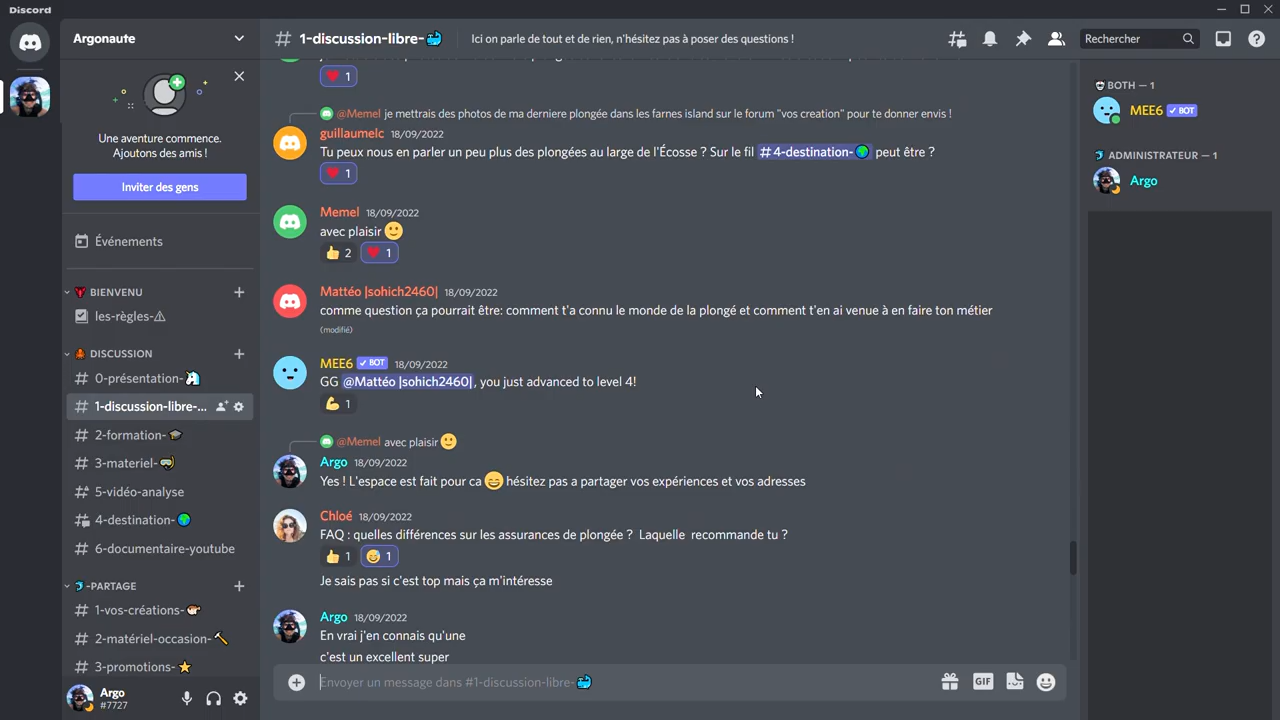 Discord
Argonaute
Une aventure commence.
Ajoutons des amis !
Inviter des gens
Événements
BIENVENU
les-règles-⚠
DISCUSSION
0-présentation-🦄
1-discussion-libre-...
2-formation-🎓
3-materiel-🤿
5-vidéo-analyse
4-destination-🌍
6-documentaire-youtube
-PARTAGE
1-vos-créations-🐡
2-matériel-occasion-🔨
3-promotions-⭐
Argo
#7727
# 1-discussion-libre-🐳
Ici on parle de tout et de rien, n'hésitez pas à poser des questions !
Rechercher
❤ 1
@Memel je mettrais des photos de ma derniere plongée dans les farnes island sur le forum "vos creation" pour te donner envis !
guillaumelc 18/09/2022
Tu peux nous en parler un peu plus des plongées au large de l'Écosse ? Sur le fil # 4-destination-🌍 peut être ?
❤ 1
Memel 18/09/2022
avec plaisir 🙂
👍 2 ❤ 1
Mattéo |sohich2460| 18/09/2022
comme question ça pourrait être: comment t'a connu le monde de la plongé et comment t'en ai venue à en faire ton métier
(modifié)
MEE6 ✓ BOT 18/09/2022
GG @Mattéo |sohich2460|, you just advanced to level 4!
💪 1
@Memel avec plaisir 🙂
Argo 18/09/2022
Yes ! L'espace est fait pour ca 😄 hésitez pas a partager vos expériences et vos adresses
Chloé 18/09/2022
FAQ : quelles différences sur les assurances de plongée ? Laquelle recommande tu ?
👍 1 😅 1
Je sais pas si c'est top mais ça m'intéresse
Argo 18/09/2022
En vrai j'en connais qu'une
c'est un excellent super
Envoyer un message dans #1-discussion-libre-🐳
GIF
BOTH — 1
MEE6 ✓ BOT
ADMINISTRATEUR — 1
Argo